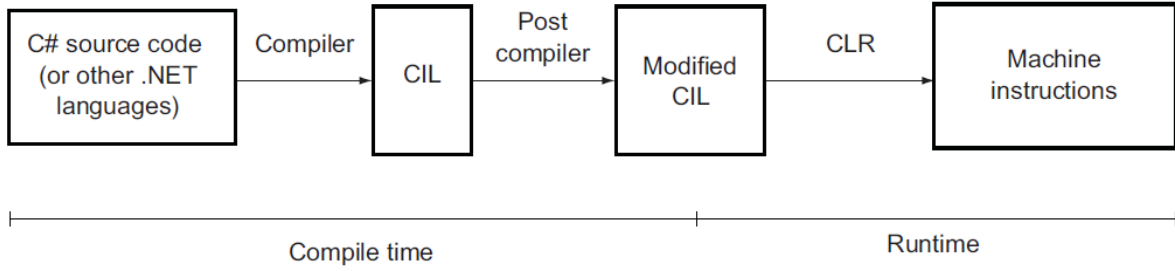 C# source code
(or other .NET
languages)
Compiler
CIL
Post
compiler
Modified
CIL
CLR
Machine
instructions
Compile time
Runtime